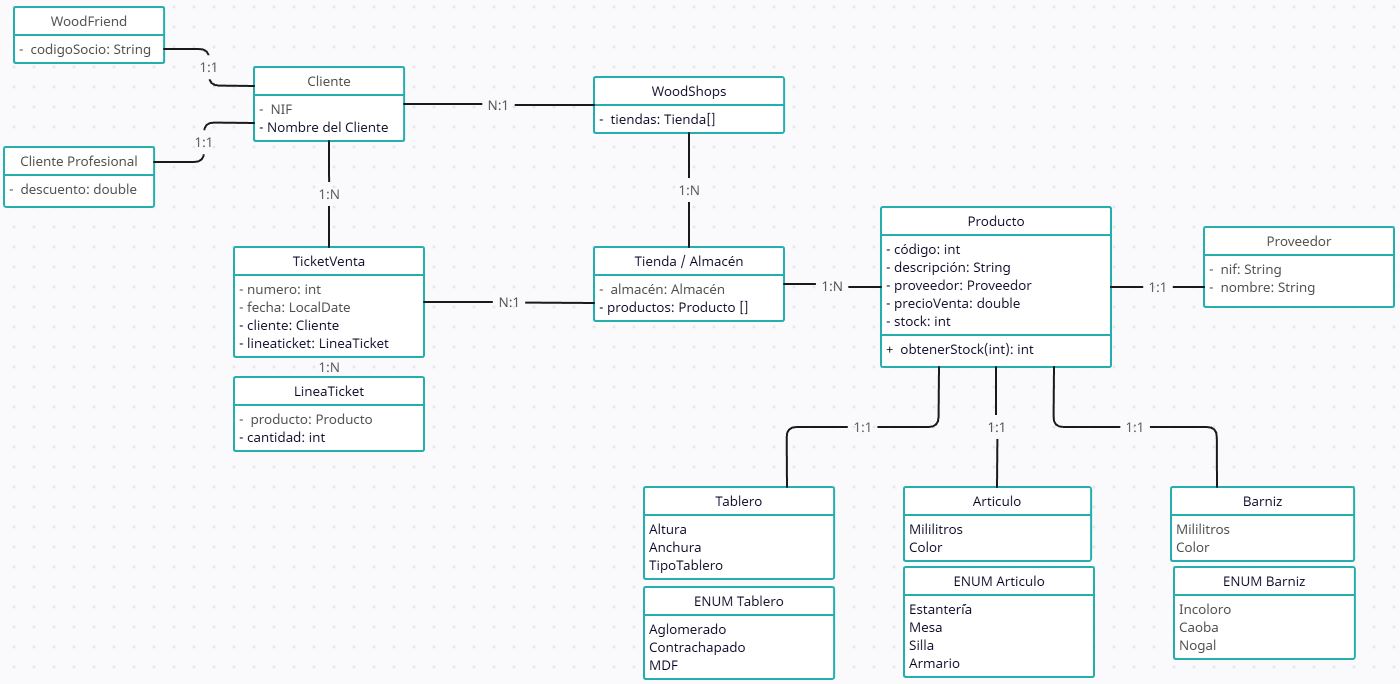 WoodFriend
- codigoSocio: String
1:1
Cliente
- NIF
- Nombre del Cliente
1:1
Cliente Profesional
- descuento: double
N:1
WoodShops
- tiendas: Tienda[]
1:N
1:N
TicketVenta
- numero: int
- fecha: LocalDate
- cliente: Cliente
- lineaticket: LineaTicket
1:N
LineaTicket
- producto: Producto
- cantidad: int
N:1
Tienda / Almacén
- almacén: Almacén
- productos: Producto []
1:N
Producto
- código: int
- descripción: String
- proveedor: Proveedor
- precioVenta: double
- stock: int
+ obtenerStock(int): int
1:1
Proveedor
- nif: String
- nombre: String
1:1
1:1
1:1
Tablero
Altura
Anchura
TipoTablero
ENUM Tablero
Aglomerado
Contrachapado
MDF
Articulo
Mililitros
Color
ENUM Articulo
Estantería
Mesa
Silla
Armario
Barniz
Mililitros
Color
ENUM Barniz
Incoloro
Caoba
Nogal